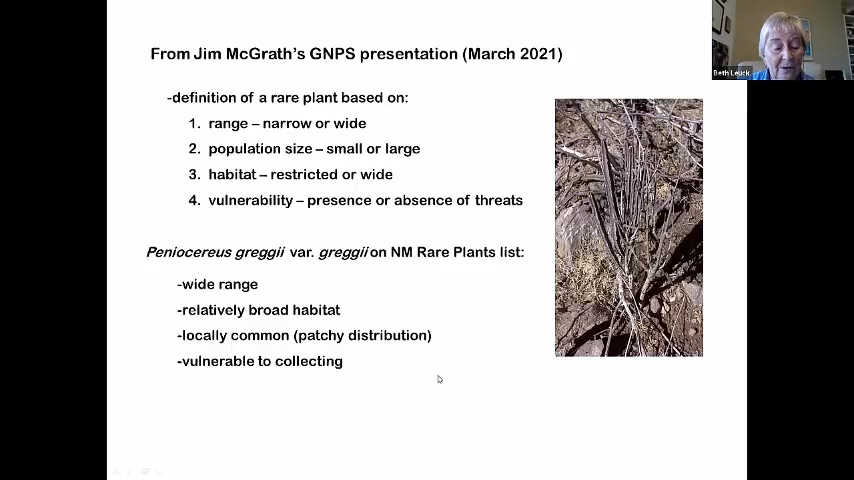 From Jim McGrath's GNPS presentation (March 2021)
-definition of a rare plant based on:
1. range – narrow or wide
2. population size – small or large
3. habitat – restricted or wide
4. vulnerability – presence or absence of threats
Peniocereus greggii var. greggii on NM Rare Plants list:
-wide range
-relatively broad habitat
-locally common (patchy distribution)
-vulnerable to collecting
Beth Leuck